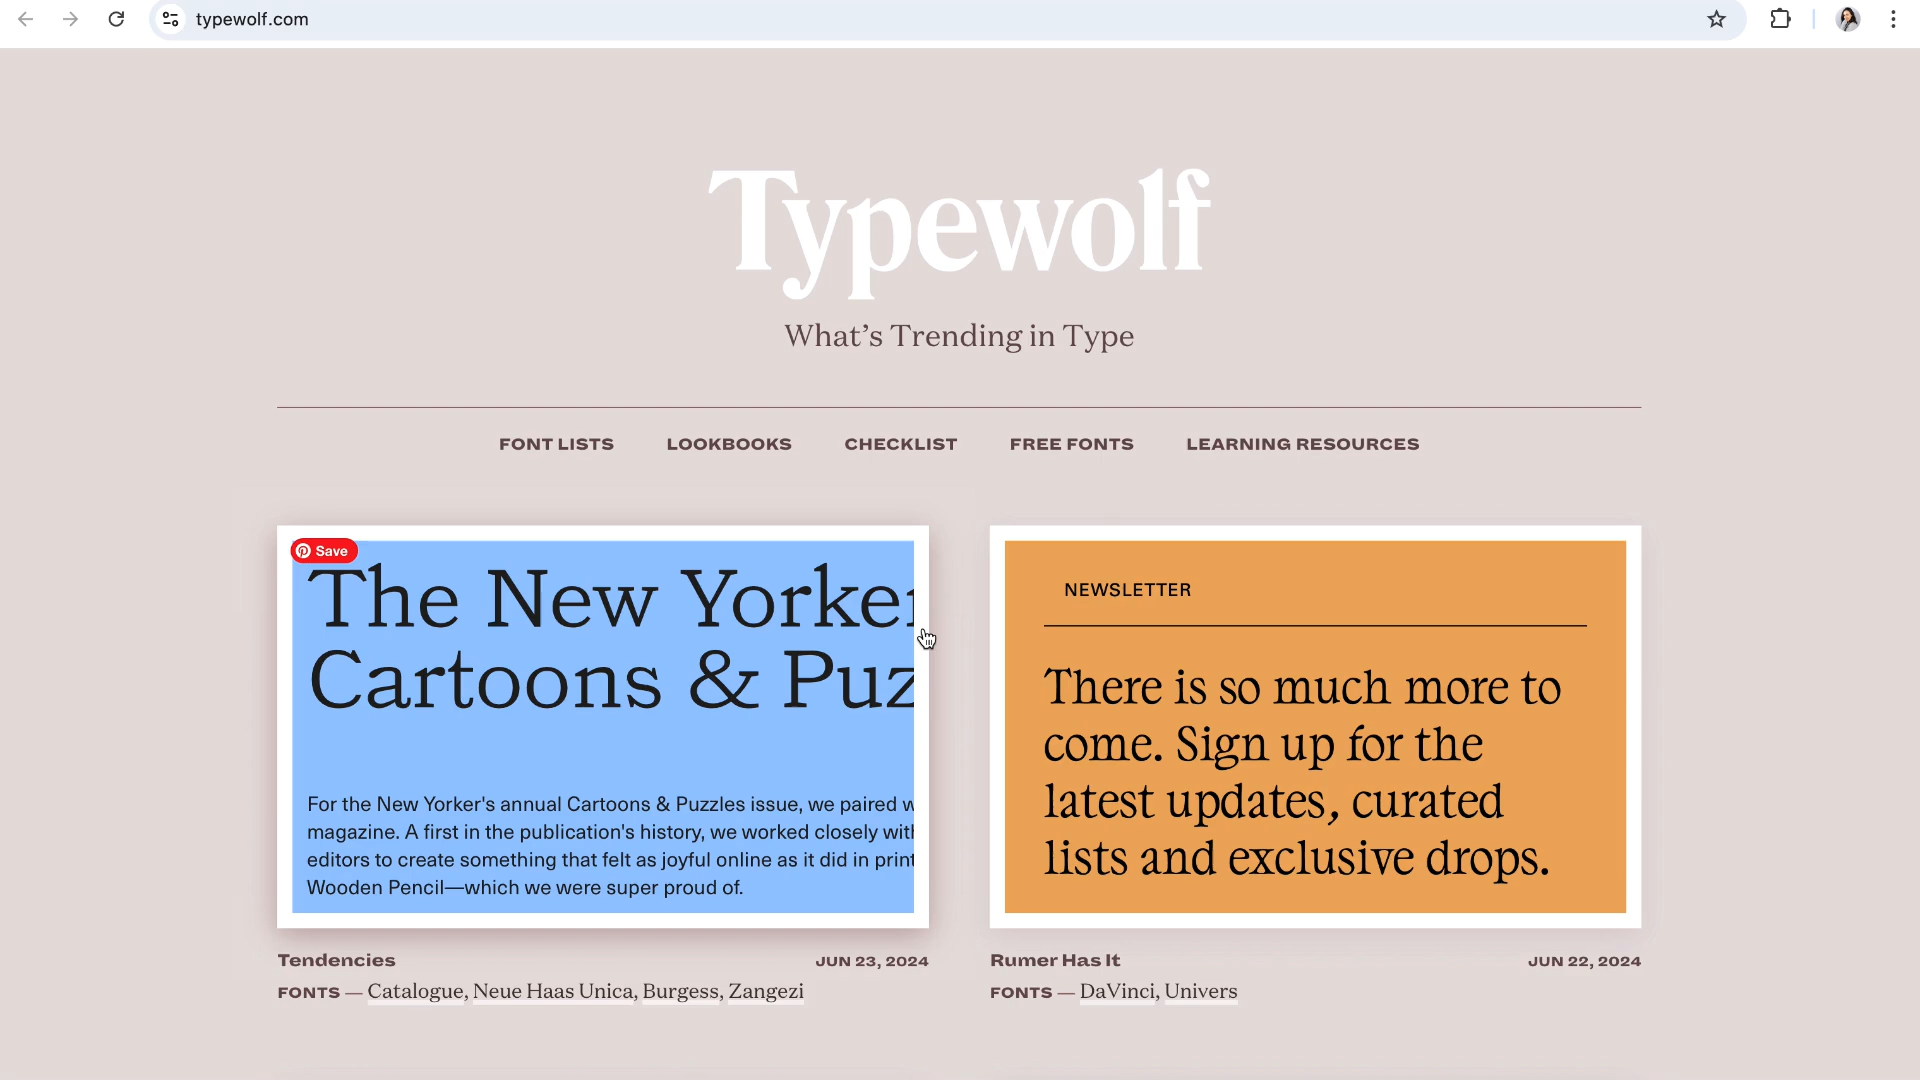 typewolf.com
Typewolf
What’s Trending in Type
FONT LISTS LOOKBOOKS CHECKLIST FREE FONTS LEARNING RESOURCES
Save
The New Yorker
Cartoons & Puz
For the New Yorker's annual Cartoons & Puzzles issue, we paired w
magazine. A first in the publication's history, we worked closely with
editors to create something that felt as joyful online as it did in print
Wooden Pencil—which we were super proud of.
Tendencies JUN 23, 2024
FONTS — Catalogue, Neue Haas Unica, Burgess, Zangezi
NEWSLETTER
There is so much more to
come. Sign up for the
latest updates, curated
lists and exclusive drops.
Rumer Has It JUN 22, 2024
FONTS — DaVinci, Univers